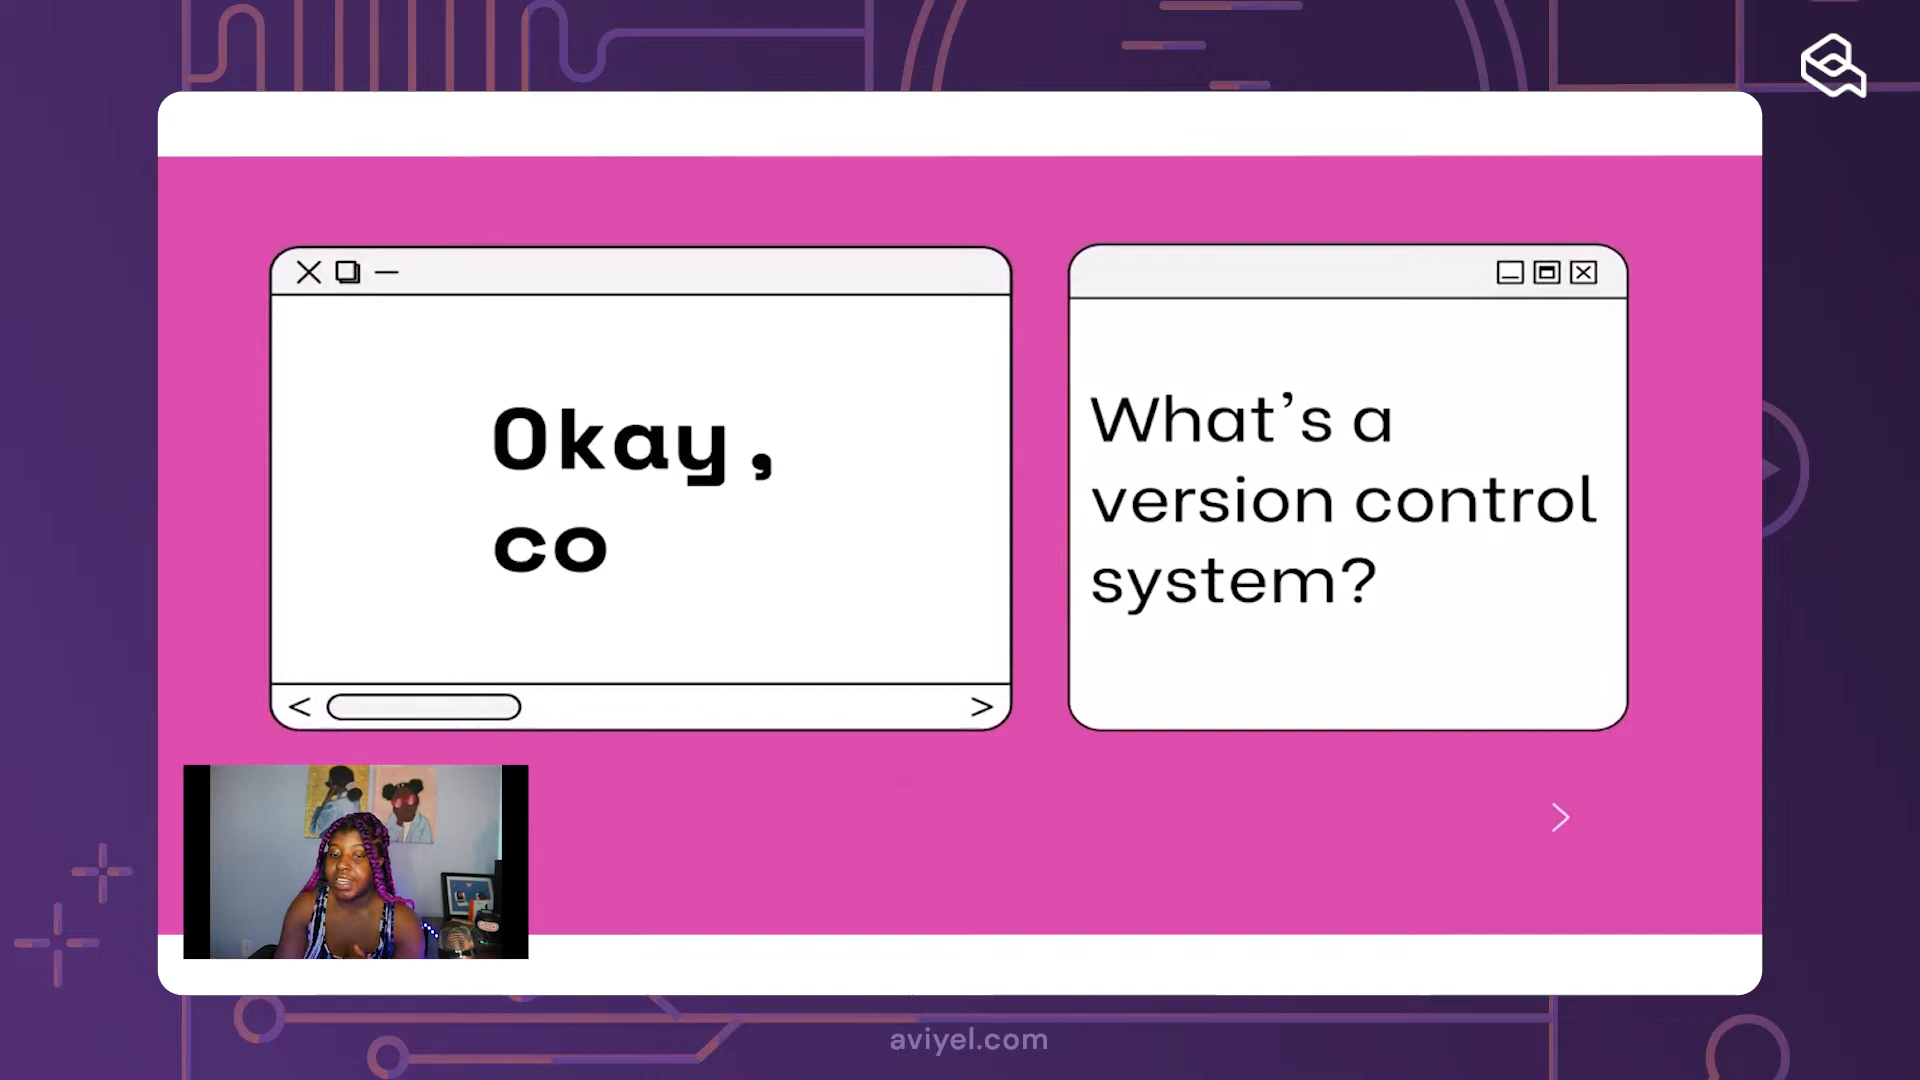 Okay,
co
What's a
version control
system?
aviyel.com